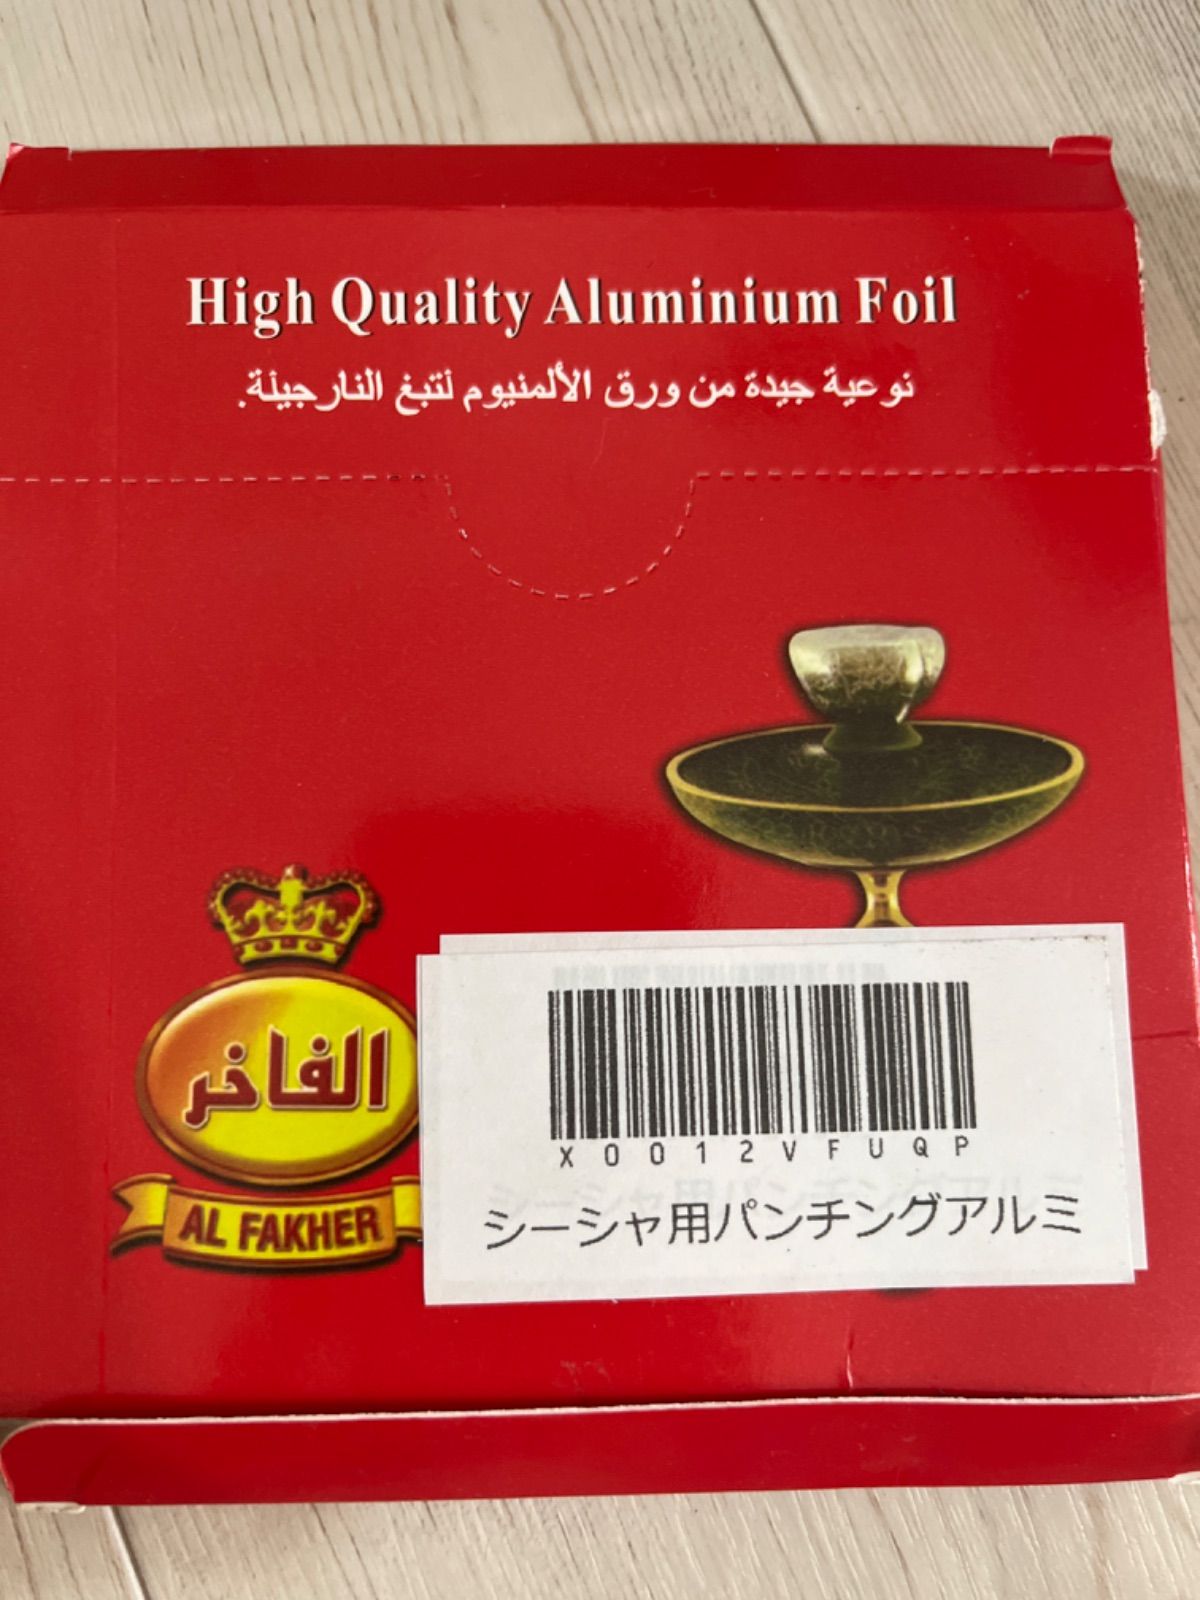 High Quality Aluminium Foil
نوعية جيدة من ورق الألمنيوم لتبغ النارجيلة.
الفاخر
AL FAKHER
X0012VFUQP
シーシャ用パンチングアルミ